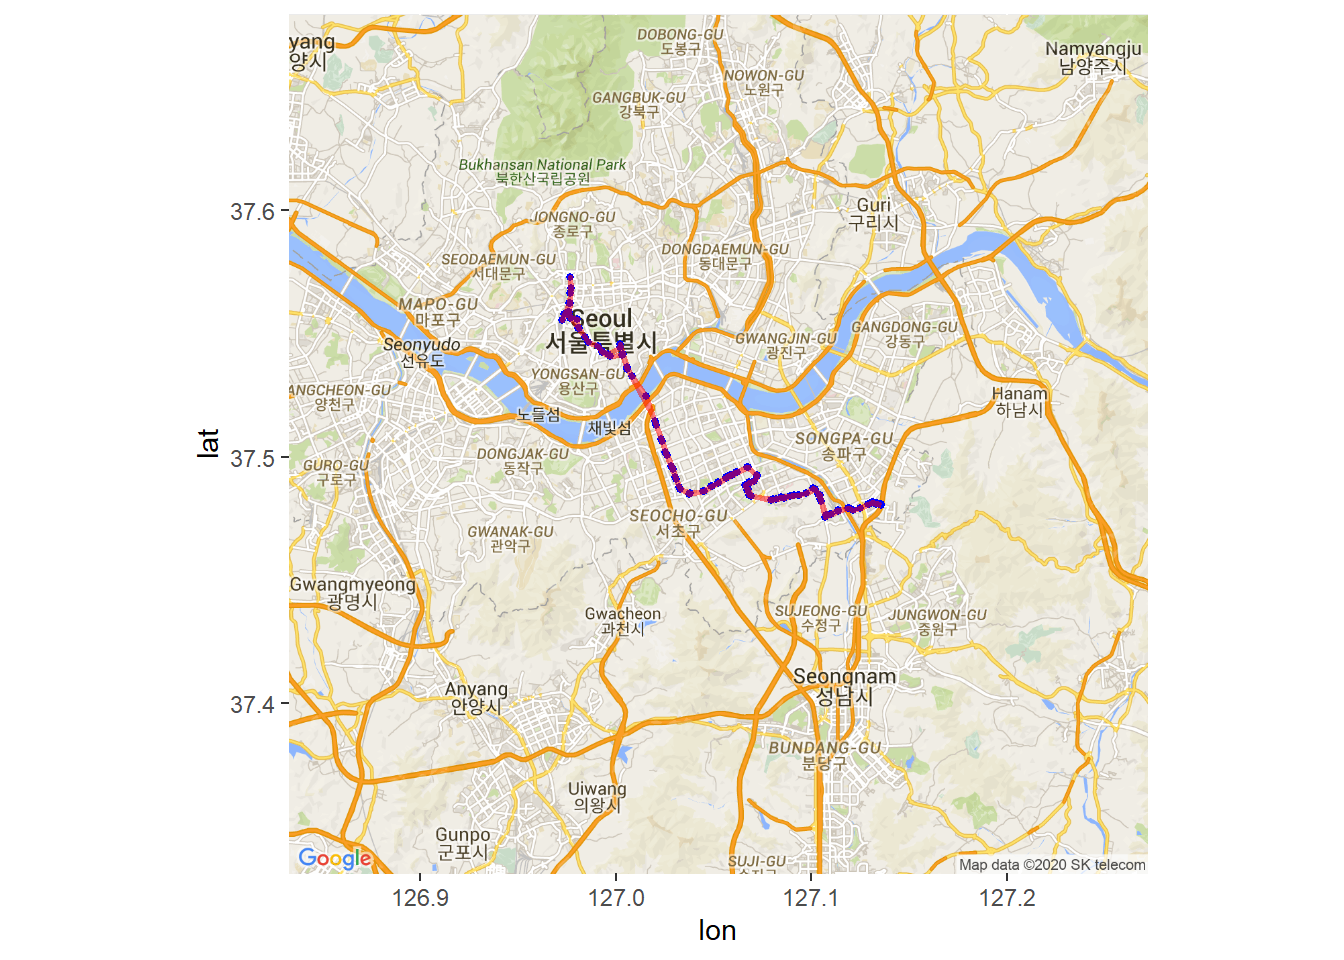 DOBONG-GU
도봉구
yang
양시
Namyangju
남양주시
NOWON-GU
노원구
GANGBUK-GU
강북구
Bukhansan National Park
북한산국립공원
37.6
Guri
구리시
JONGNO-GU
종로구
DONGDAEMUN-GU
동대문구
SEODAEMUN-GU
서대문구
MAPO-GU
마포구
Seoul
서울특별시
GANGDONG-GU
강동구
GWANGJIN-GU
광진구
Seonyudo
선유도
YONGSAN-GU
용산구
ANGCHEON-GU
양천구
Hanam
하남시
노들섬
채빛섬
lat
37.5
SONGPA-GU
송파구
DONGJAK-GU
동작구
GURO-GU
구로구
SEOCHO-GU
서초구
GWANAK-GU
관악구
Gwangmyeong
광명시
Gwacheon
과천시
SUJEONG-GU
수정구
JUNGWON-GU
중원구
Seongnam
성남시
Anyang
안양시
37.4
BUNDANG-GU
분당구
Uiwang
의왕시
Gunpo
군포시
SUJI-GU
Google
Map data ©2020 SK telecom
126.9
127.0
127.1
127.2
lon